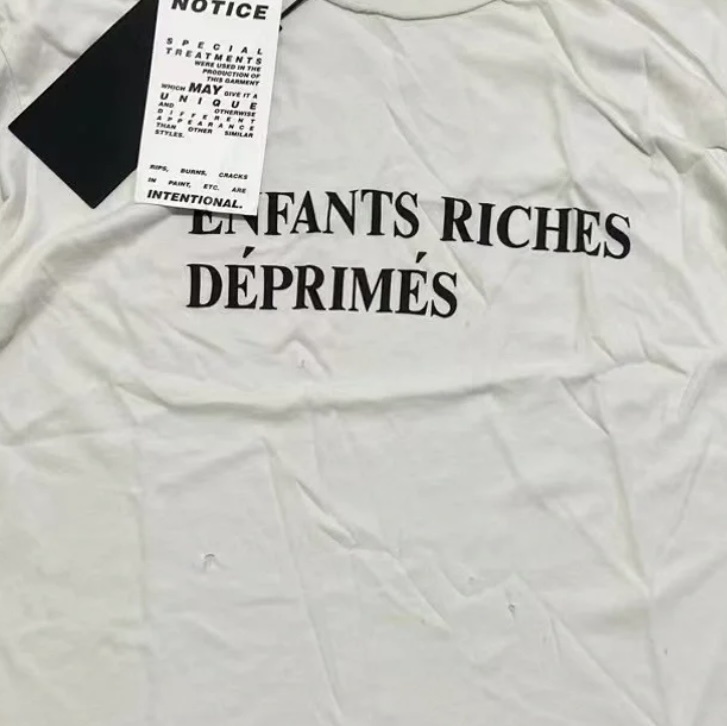 NOTICE
SPECIAL
TREATMENTS
WERE USED IN THE
PRODUCTION OF
THIS GARMENT
WHICH MAY GIVE IT A
UNIQUE
AND OTHERWISE
DIFFERENT
APPEARANCE
THAN OTHER SIMILAR
STYLES.
RIPS, BURNS, CRACKS
IN PAINT, ETC. ARE
INTENTIONAL.
ENFANTS RICHES
DÉPRIMÉS